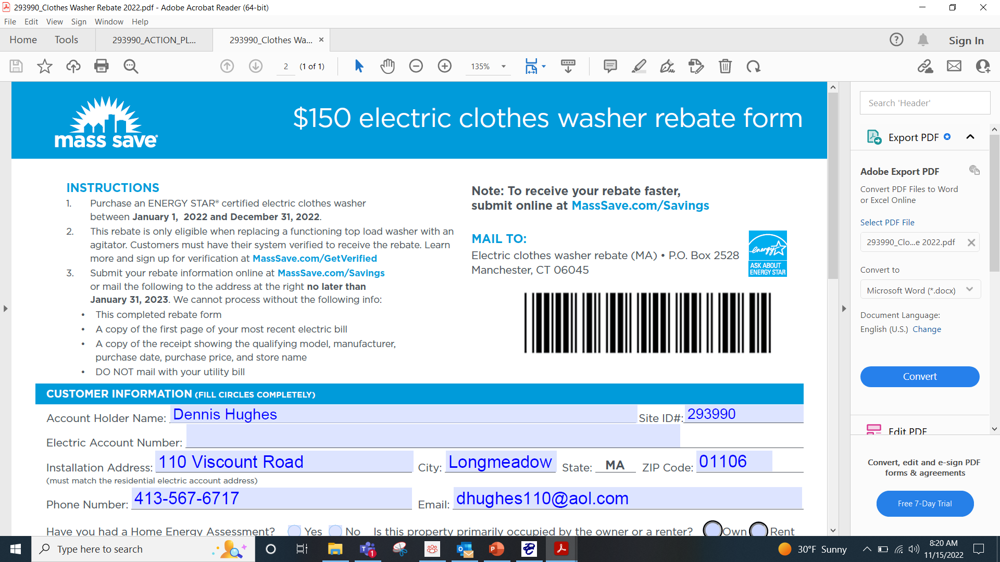 293990_Clothes Washer Rebate 2022.pdf - Adobe Acrobat Reader (64-bit)
File Edit View Sign Window Help
Home Tools 293990_ACTION_PL... 293990_Clothes Wa... × Sign In
2 (1 of 1) 135%
mass save
$150 electric clothes washer rebate form
INSTRUCTIONS
1. Purchase an ENERGY STAR® certified electric clothes washer
between January 1, 2022 and December 31, 2022.
2. This rebate is only eligible when replacing a functioning top load washer with an
agitator. Customers must have their system verified to receive the rebate. Learn
more and sign up for verification at MassSave.com/GetVerified
3. Submit your rebate information online at MassSave.com/Savings
or mail the following to the address at the right no later than
January 31, 2023. We cannot process without the following info:
• This completed rebate form
• A copy of the first page of your most recent electric bill
• A copy of the receipt showing the qualifying model, manufacturer,
purchase date, purchase price, and store name
• DO NOT mail with your utility bill
Note: To receive your rebate faster,
submit online at MassSave.com/Savings
MAIL TO:
Electric clothes washer rebate (MA) • P.O. Box 2528
Manchester, CT 06045
energy
ASK ABOUT
ENERGY STAR
CUSTOMER INFORMATION (FILL CIRCLES COMPLETELY)
Account Holder Name: Dennis Hughes Site ID#: 293990
Electric Account Number:
Installation Address: 110 Viscount Road City: Longmeadow State: MA ZIP Code: 01106
(must match the residential electric account address)
Phone Number: 413-567-6717 Email: dhughes110@aol.com
Have you had a Home Energy Assessment? Yes No Is this property primarily occupied by the owner or a renter? Own Rent
Search 'Header'
Export PDF
Adobe Export PDF
Convert PDF Files to Word
or Excel Online
Select PDF File
293990_Clo...e 2022.pdf
Convert to
Microsoft Word (*.docx)
Document Language:
English (U.S.) Change
Convert
Edit PDF
Convert, edit and e-sign PDF
forms & agreements
Free 7-Day Trial
Type here to search
30°F Sunny
8:20 AM
11/15/2022